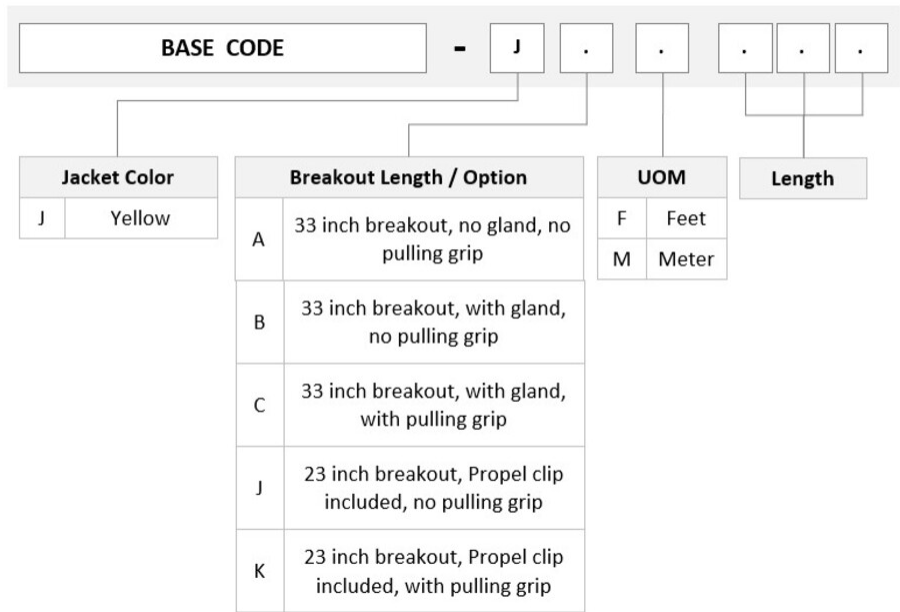 BASE CODE - J . . . . .
Jacket Color
J Yellow
Breakout Length / Option
A 33 inch breakout, no gland, no
pulling grip
B 33 inch breakout, with gland,
no pulling grip
C 33 inch breakout, with gland,
with pulling grip
J 23 inch breakout, Propel clip
included, no pulling grip
K 23 inch breakout, Propel clip
included, with pulling grip
UOM
F Feet
M Meter
Length